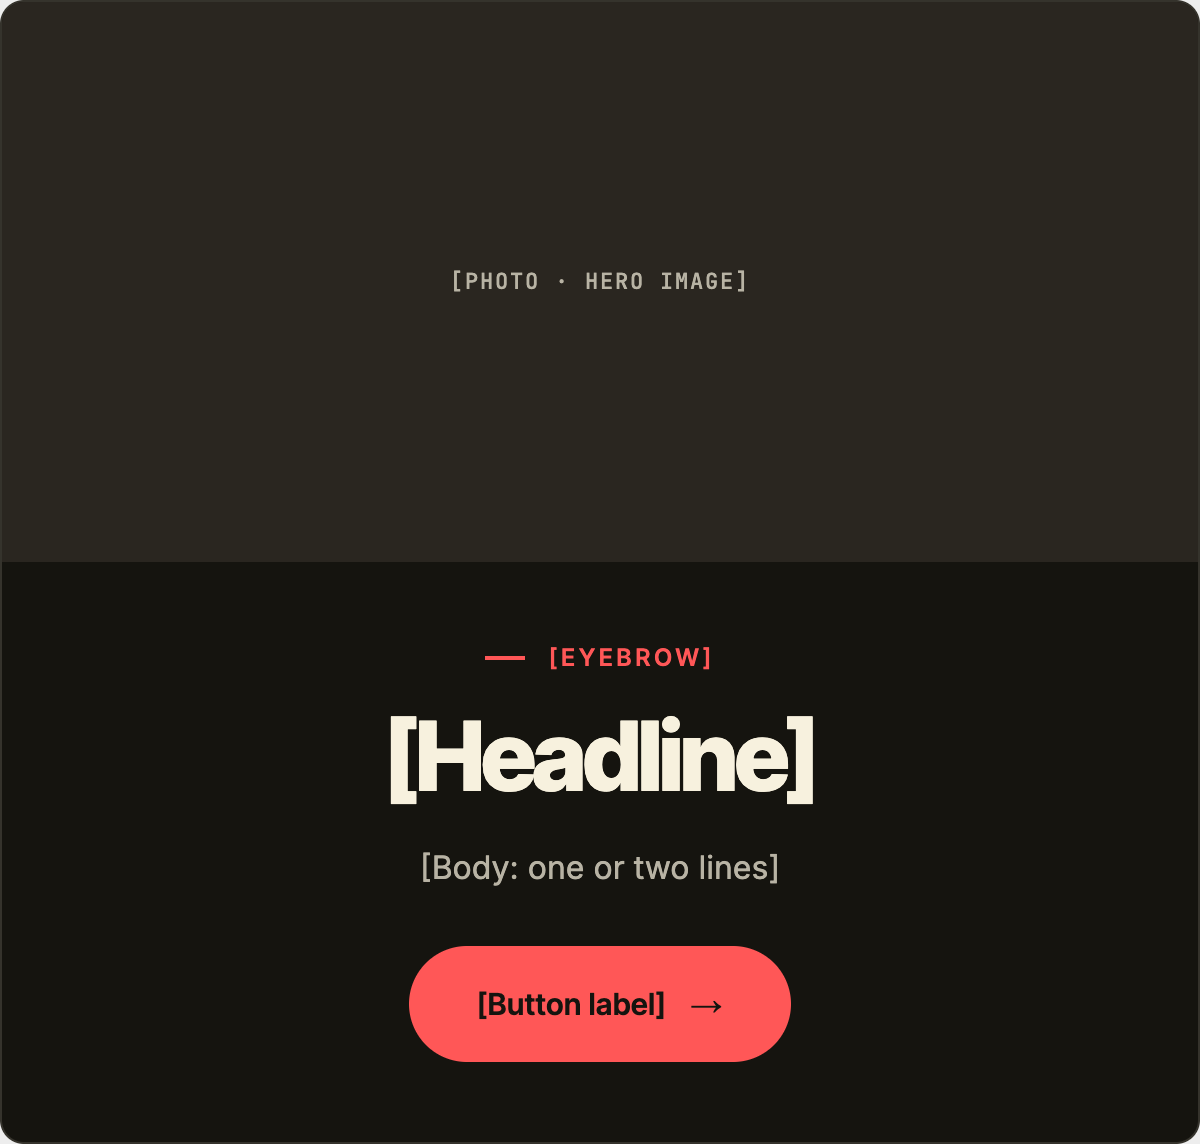 [PHOTO · HERO IMAGE]
[EYEBROW]
[Headline]
[Body: one or two lines]
[Button label] →